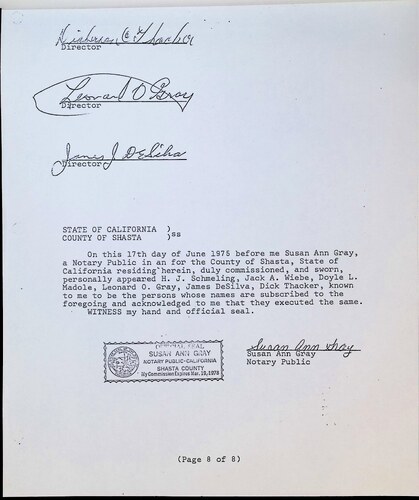 Director
Leonard O Gray
Director
James J DeSilva
Director
STATE OF CALIFORNIA )
COUNTY OF SHASTA )ss
On this 17th day of June 1975 before me Susan Ann Gray,
a Notary Public in an for the County of Shasta, State of
California residing herein, duly commissioned, and sworn,
personally appeared H. J. Schmeling, Jack A. Wiebe, Doyle L.
Madole, Leonard O. Gray, James DeSilva, Dick Thacker, known
to me to be the persons whose names are subscribed to the
foregoing and acknowledged to me that they executed the same.
WITNESS my hand and official seal.
OFFICIAL SEAL
SUSAN ANN GRAY
NOTARY PUBLIC-CALIFORNIA
SHASTA COUNTY
My Commission Expires Mar. 19, 1978
Susan Ann Gray
Susan Ann Gray
Notary Public
(Page 8 of 8)